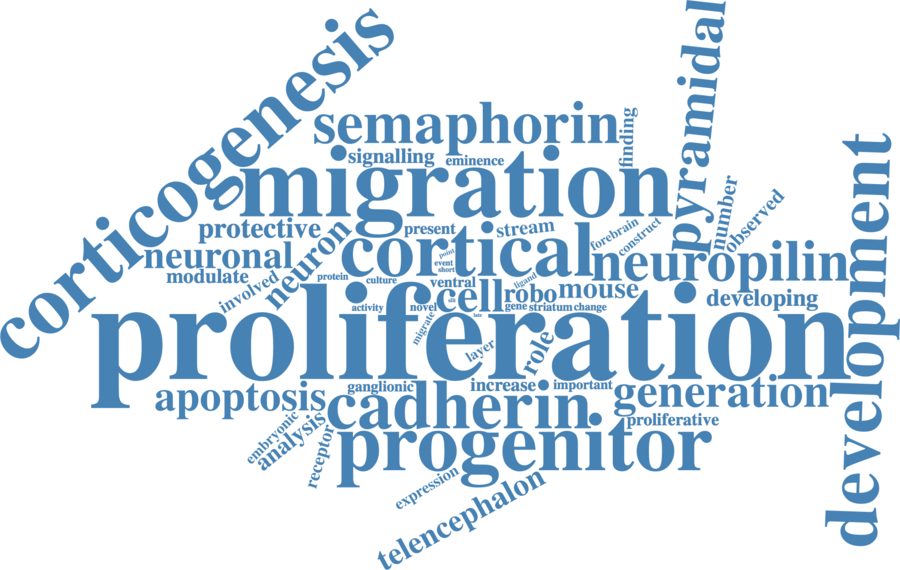 corticogenesis
pyramidal
semaphorin
finding
signalling
eminence
migration
development
number
observed
protective
present
stream
forebrain
construct
neuronal
neuron
cortical
point
event
short
neuropilin
modulate
involved
protein
culture
ventral
ligand
cell
robo
mouse
developing
activity
novel
gene
striatum
change
migrate
proliferation
layer
role
apoptosis
ganglionic
increase
important
generation
cadherin
proliferative
embryonic
analysis
receptor
progenitor
expression
telencephalon